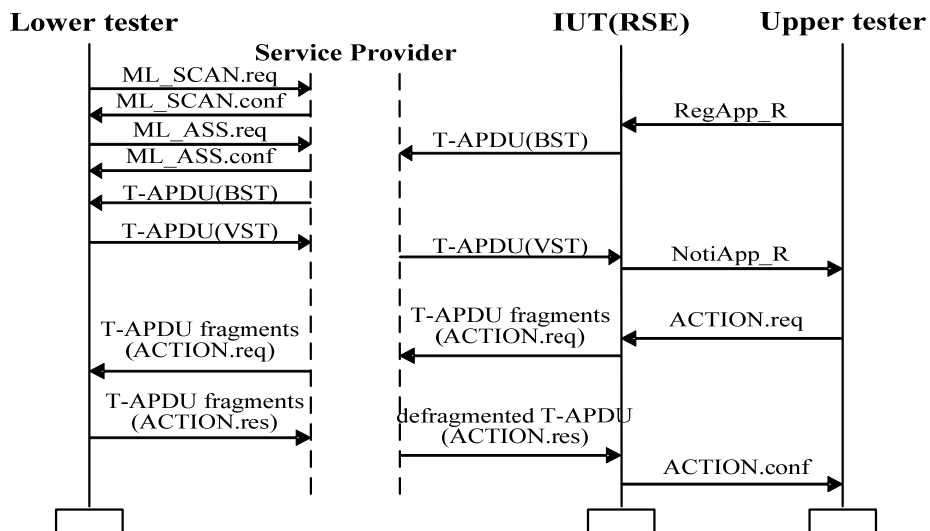 Lower tester
Service Provider
IUT(RSE)
Upper tester
ML_SCAN.req
ML_SCAN.conf
ML_ASS.req
ML_ASS.conf
T-APDU(BST)
T-APDU(VST)
RegApp_R
T-APDU(BST)
T-APDU(VST)
NotiApp_R
T-APDU fragments
(ACTION.req)
T-APDU fragments
(ACTION.req)
ACTION.req
T-APDU fragments
(ACTION.res)
defragmented T-APDU
(ACTION.res)
ACTION.conf